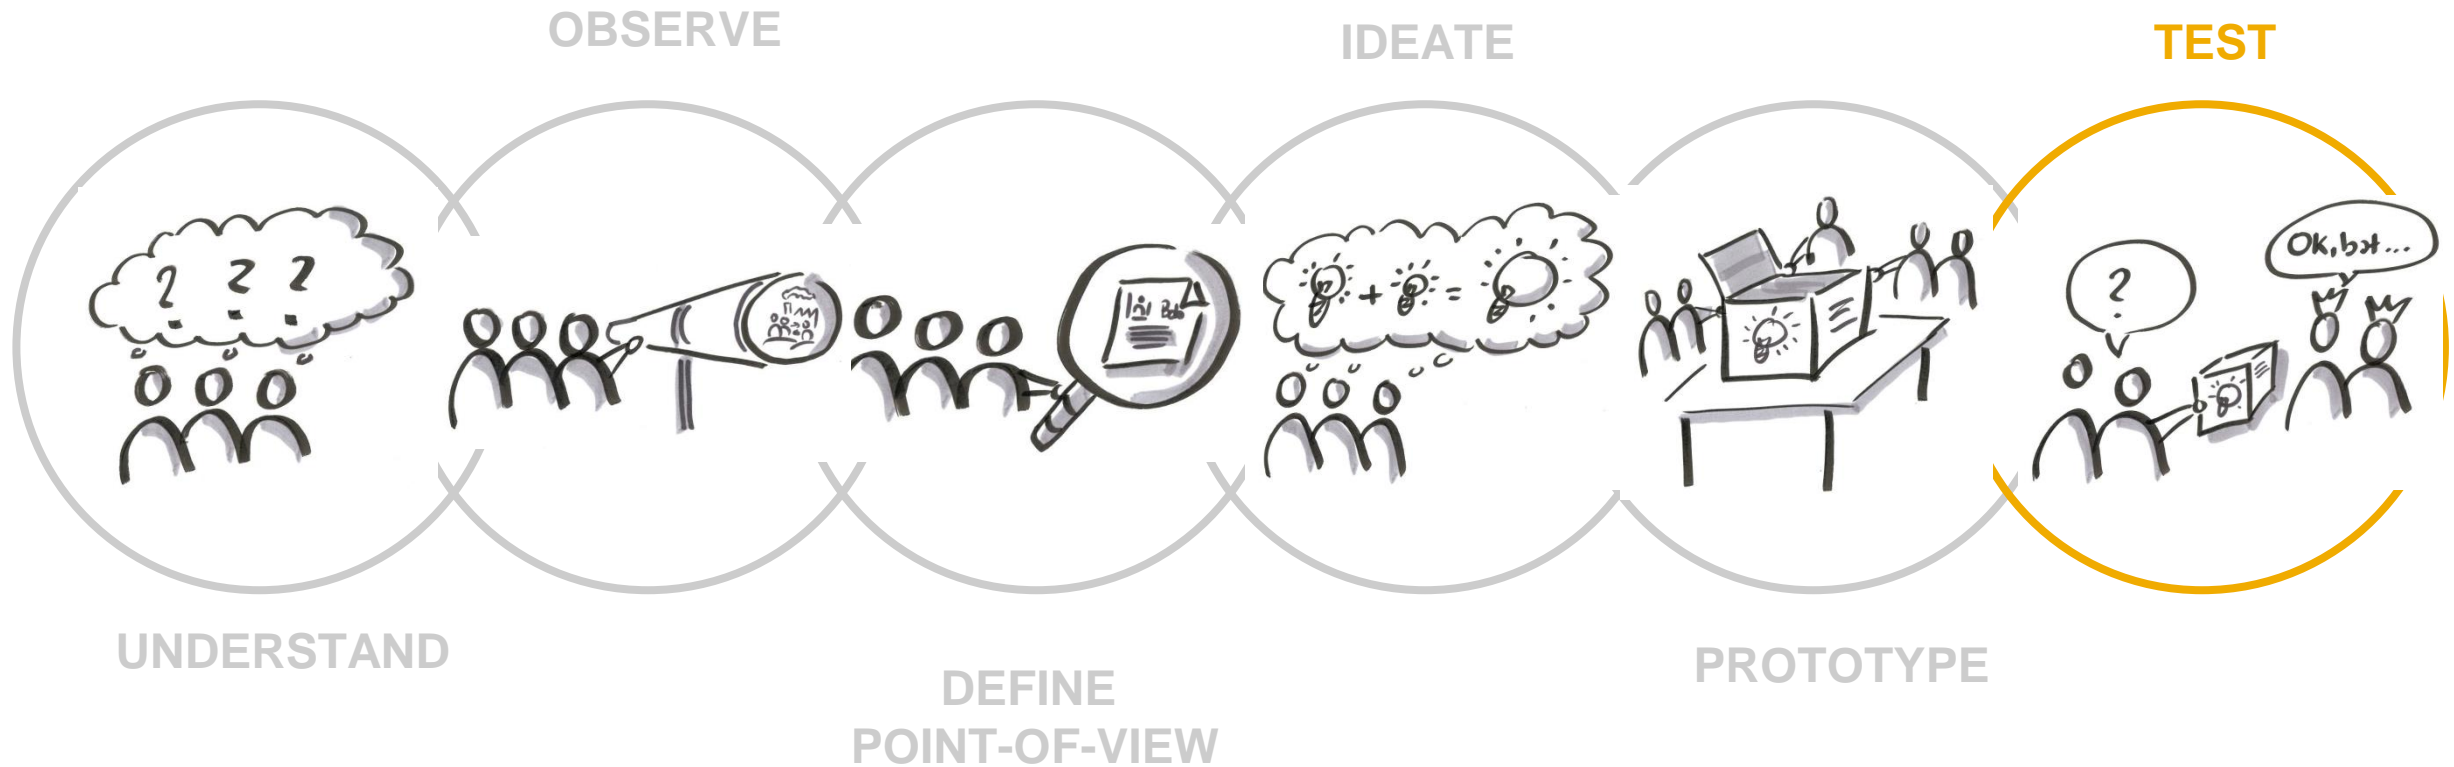 OBSERVE
IDEATE
TEST
? ? ?
+ =
?
Ok, but...
UNDERSTAND
PROTOTYPE
DEFINE
POINT-OF-VIEW